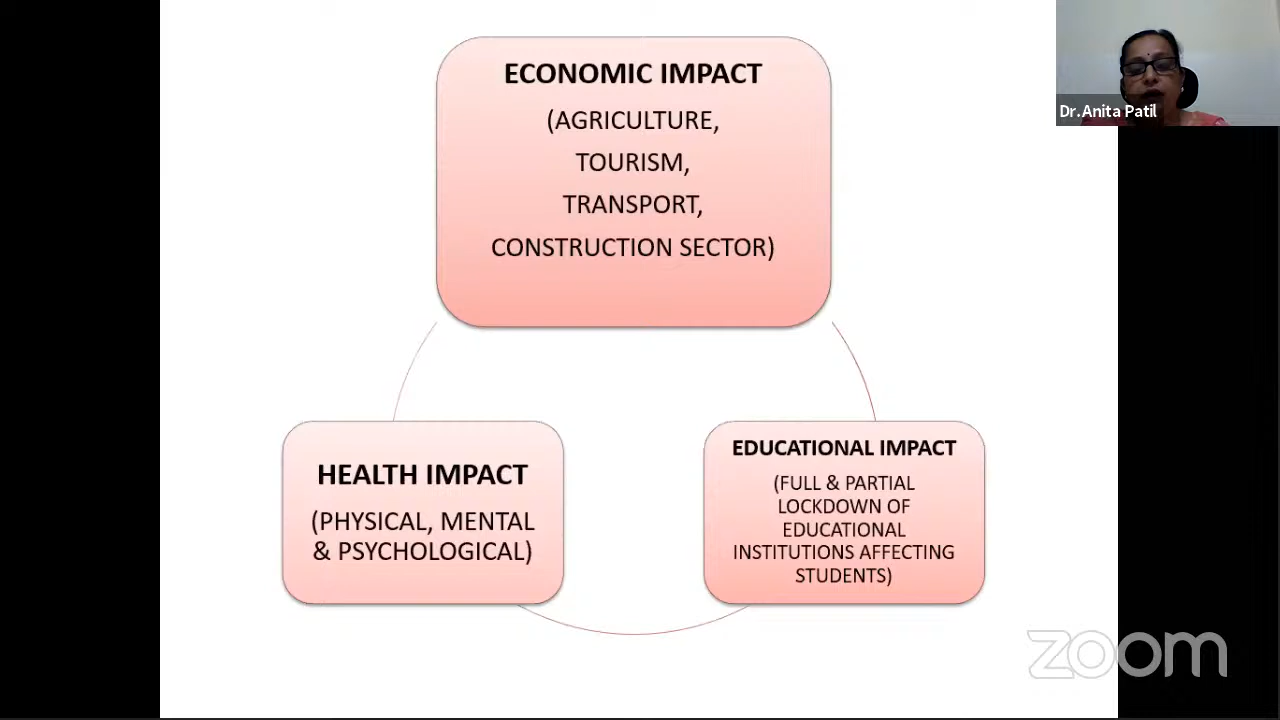 ECONOMIC IMPACT
(AGRICULTURE,
TOURISM,
TRANSPORT,
CONSTRUCTION SECTOR)
HEALTH IMPACT
(PHYSICAL, MENTAL
& PSYCHOLOGICAL)
EDUCATIONAL IMPACT
(FULL & PARTIAL
LOCKDOWN OF
EDUCATIONAL
INSTITUTIONS AFFECTING
STUDENTS)
Dr.Anita Patil
zoom